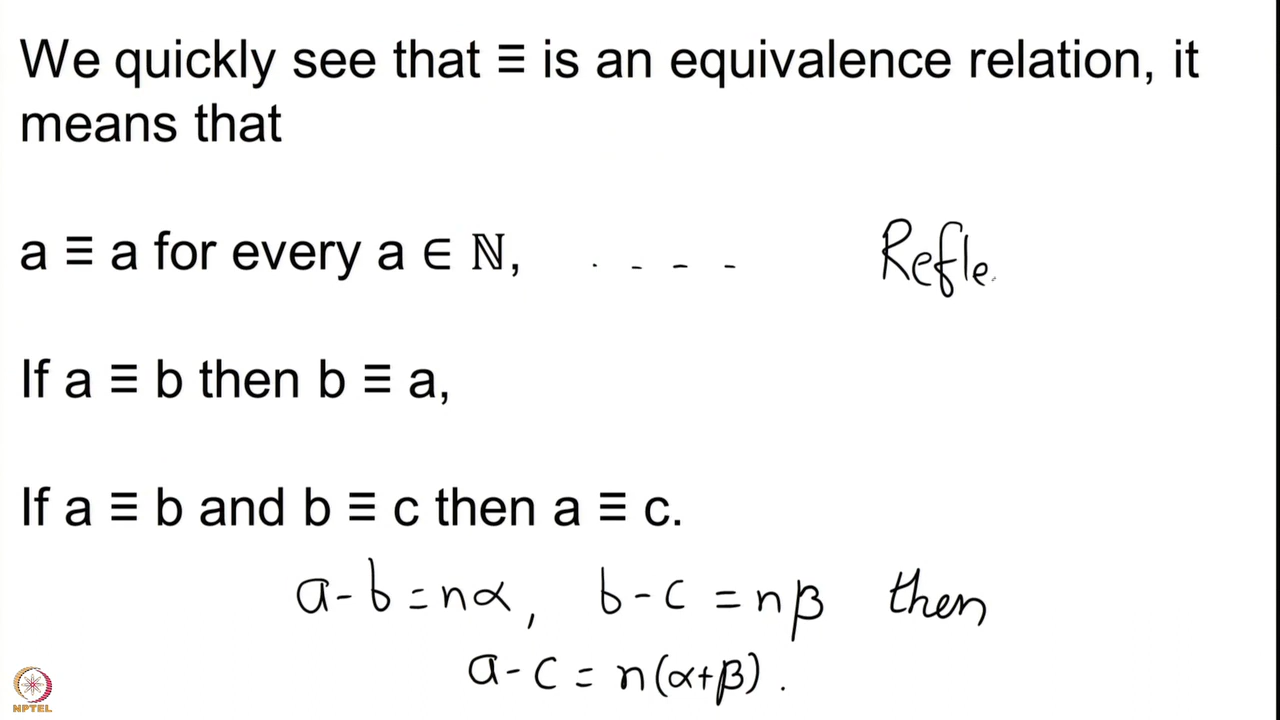 We quickly see that ≡ is an equivalence relation, it
means that
a ≡ a for every a ∈ ℕ, . - - - Refle.
If a ≡ b then b ≡ a,
If a ≡ b and b ≡ c then a ≡ c.
a - b = nα, b - c = nβ then
a - c = n(α+β).
NPTEL